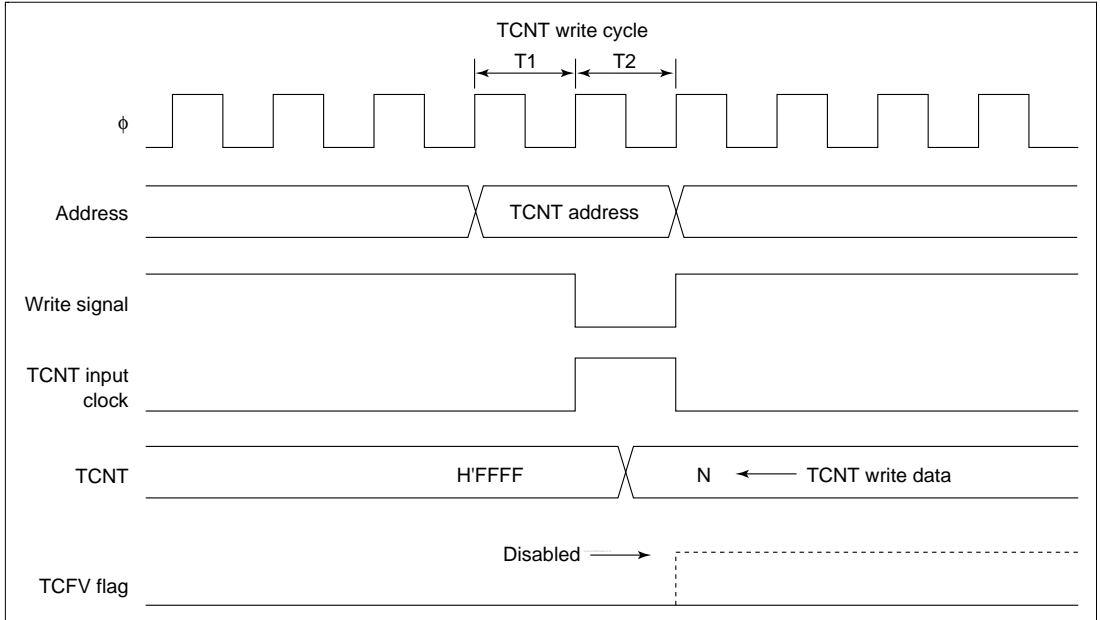 TCNT write cycle
T1 T2
ϕ
Address
TCNT address
Write signal
TCNT input
clock
TCNT
H'FFFF
N
TCNT write data
Disabled
TCFV flag